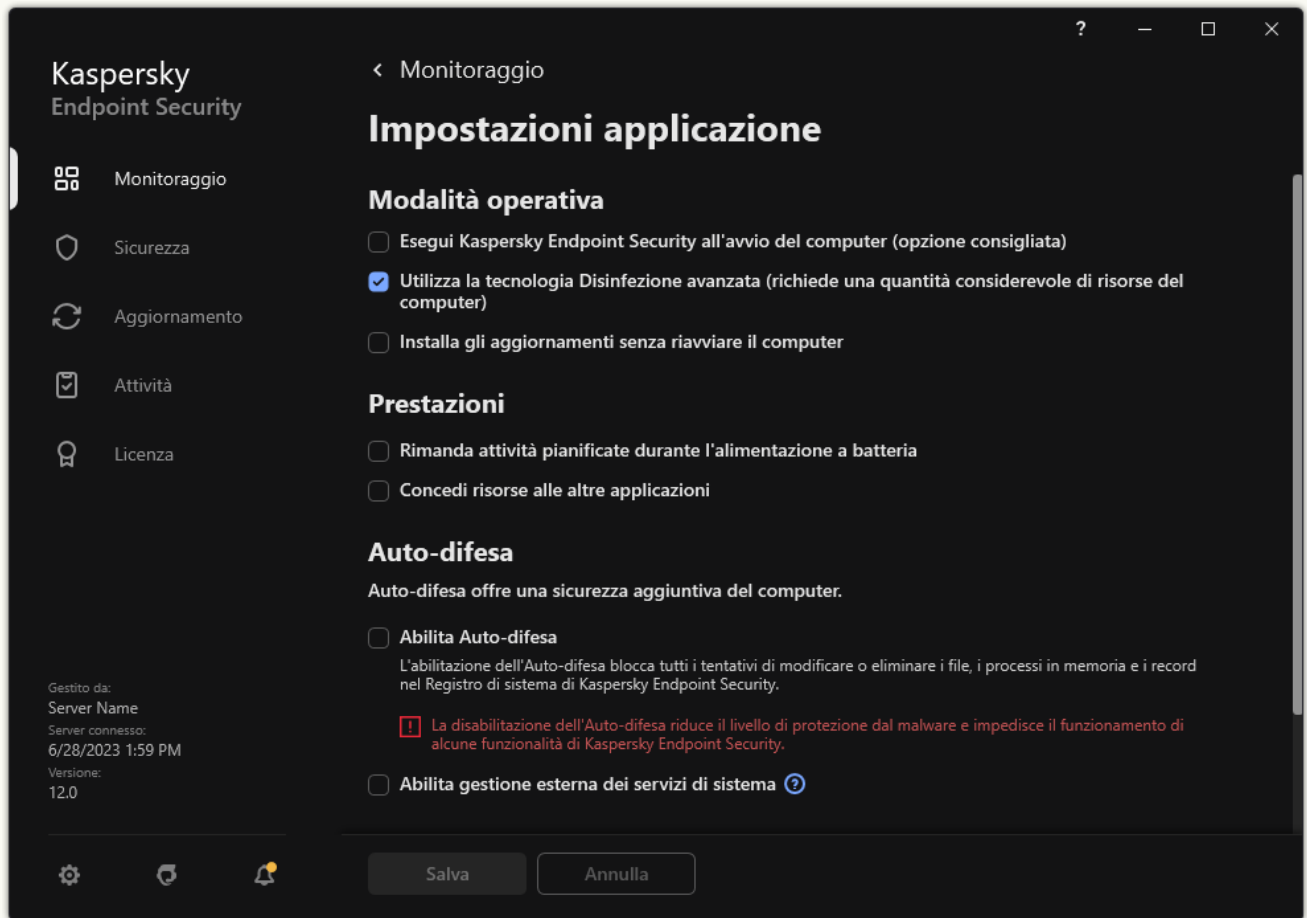 ?
Kaspersky
Endpoint Security
Monitoraggio
Sicurezza
Aggiornamento
Attività
Licenza
Gestito da:
Server Name
Server connesso:
6/28/2023 1:59 PM
Versione:
12.0
Monitoraggio
Impostazioni applicazione
Modalità operativa
Esegui Kaspersky Endpoint Security all'avvio del computer (opzione consigliata)
Utilizza la tecnologia Disinfezione avanzata (richiede una quantità considerevole di risorse del
computer)
Installa gli aggiornamenti senza riavviare il computer
Prestazioni
Rimanda attività pianificate durante l'alimentazione a batteria
Concedi risorse alle altre applicazioni
Auto-difesa
Auto-difesa offre una sicurezza aggiuntiva del computer.
Abilita Auto-difesa
L'abilitazione dell'Auto-difesa blocca tutti i tentativi di modificare o eliminare i file, i processi in memoria e i record
nel Registro di sistema di Kaspersky Endpoint Security.
! La disabilitazione dell'Auto-difesa riduce il livello di protezione dal malware e impedisce il funzionamento di
alcune funzionalità di Kaspersky Endpoint Security.
Abilita gestione esterna dei servizi di sistema ?
Salva
Annulla